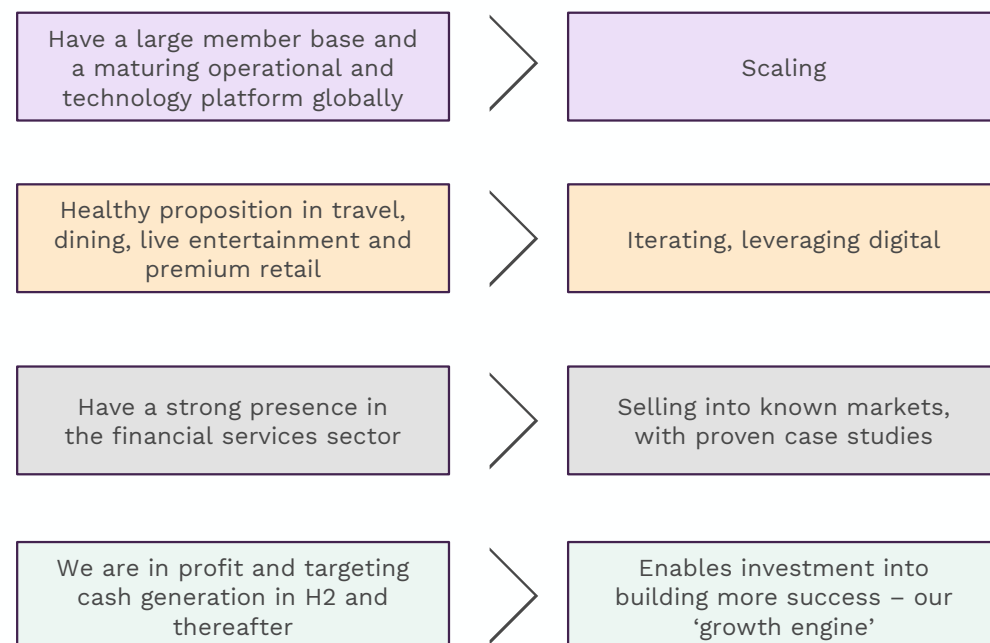 Have a large member base and
a maturing operational and
technology platform globally
Scaling
Healthy proposition in travel,
dining, live entertainment and
premium retail
Iterating, leveraging digital
Have a strong presence in
the financial services sector
Selling into known markets,
with proven case studies
We are in profit and targeting
cash generation in H2 and
thereafter
Enables investment into
building more success – our
‘growth engine’